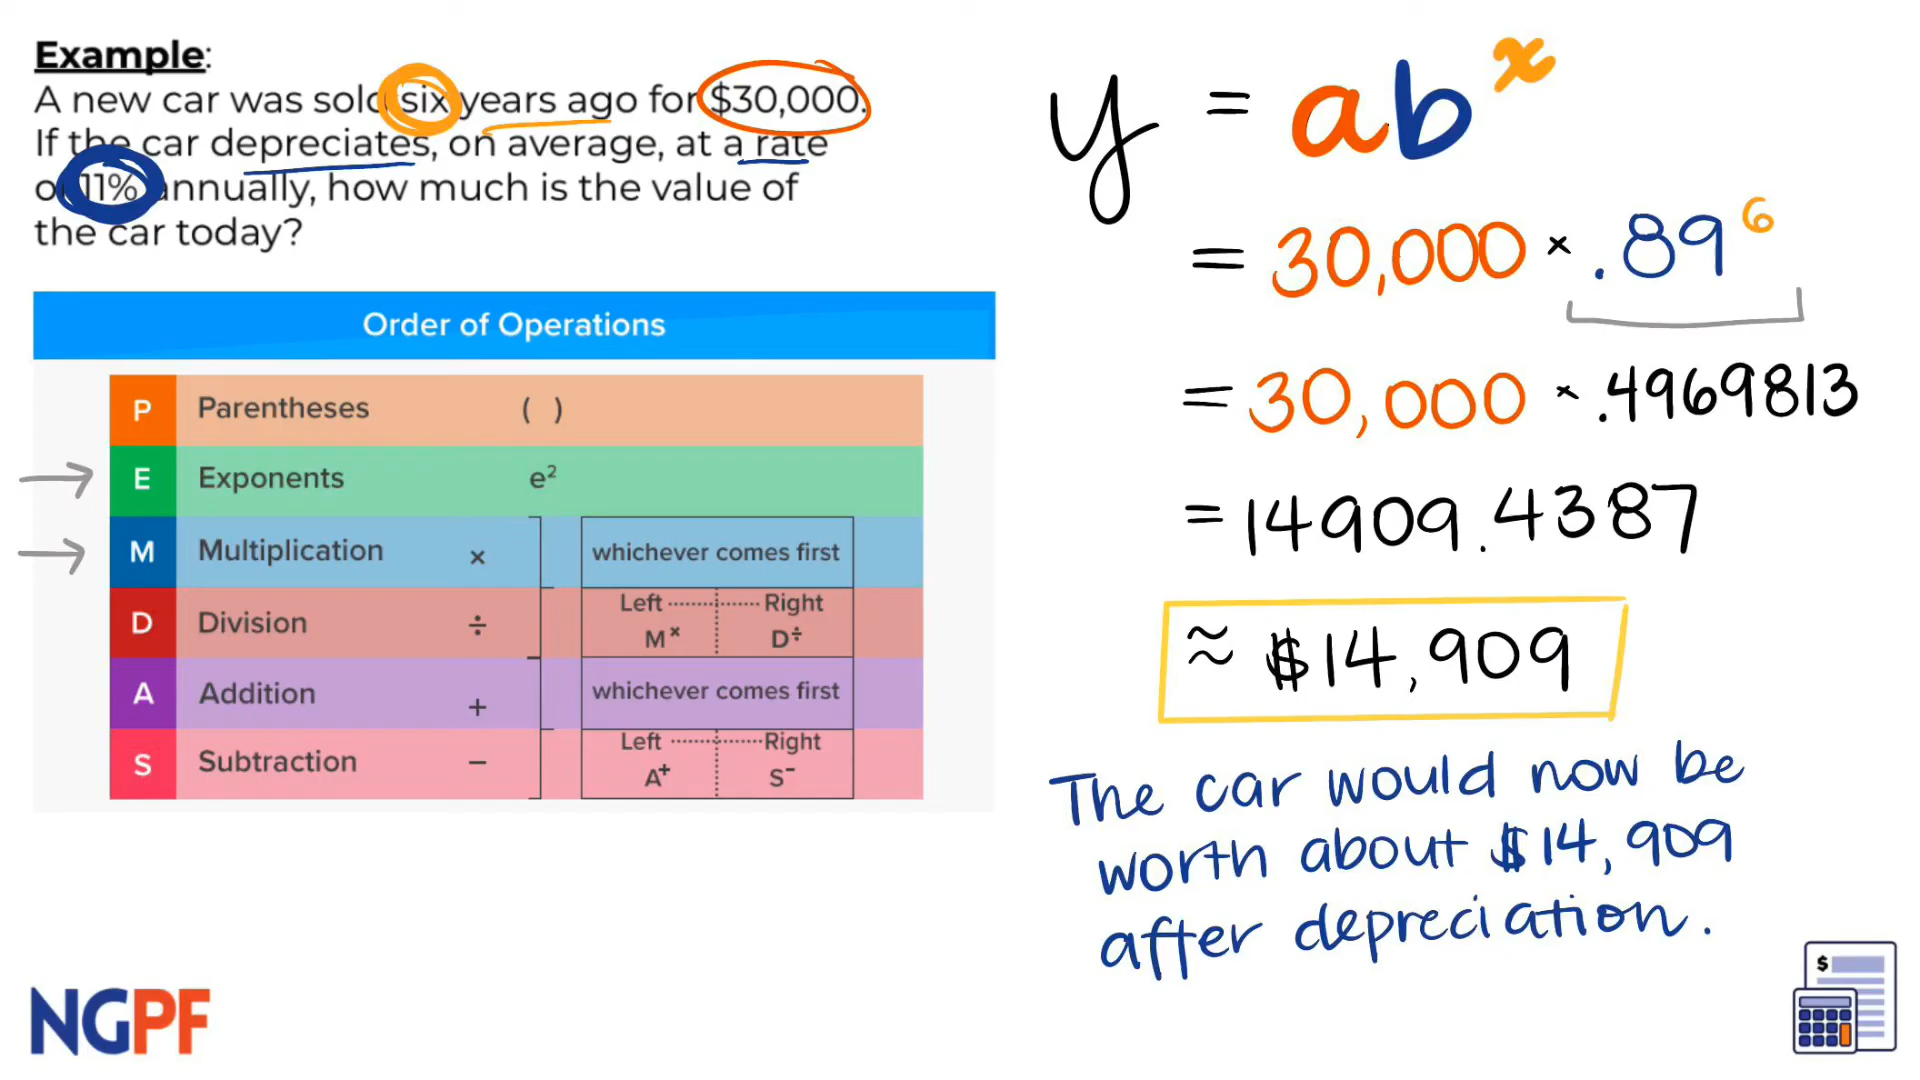 Example:
A new car was sold six years ago for $30,000.
If the car depreciates, on average, at a rate
of 11% annually, how much is the value of
the car today?
Order of Operations
P Parentheses ( )
E Exponents e²
M Multiplication × whichever comes first
Left Right
D Division ÷ M× D÷
A Addition + whichever comes first
Left Right
S Subtraction − A+ S−
NGPF
y = abˣ
= 30,000 × .89⁶
= 30,000 × .4969813
= 14909.4387
≈ $14,909
The car would now be
worth about $14,909
after depreciation.
$